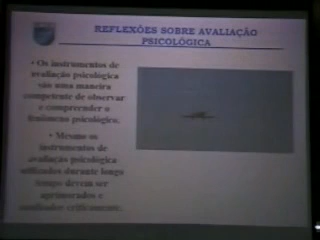 REFLEXÕES SOBRE AVALIAÇÃO
PSICOLÓGICA
• Os instrumentos de
avaliação psicológica
são uma maneira
competente de observar
e compreender o
fenômeno psicológico.
• Mesmo os
instrumentos de
avaliação psicológica
utilizados durante longo
tempo devem ser
aprimorados e
analisados criticamente.